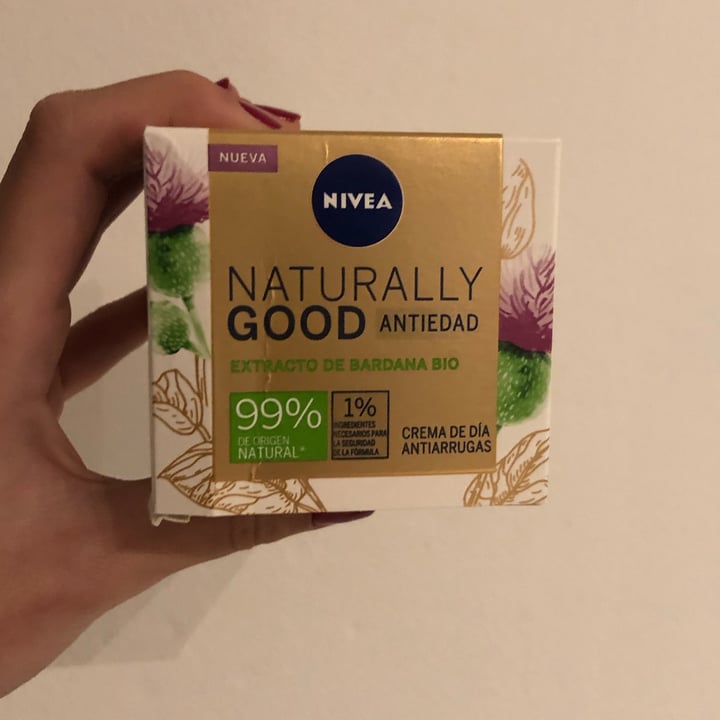 NUEVA
NIVEA
NATURALLY
GOOD ANTIEDAD
EXTRACTO DE BARDANA BIO
99%
DE ORIGEN
NATURAL*
1%
INGREDIENTES
NECESARIOS PARA
LA SEGURIDAD
DE LA FÓRMULA
CREMA DE DÍA
ANTIARRUGAS